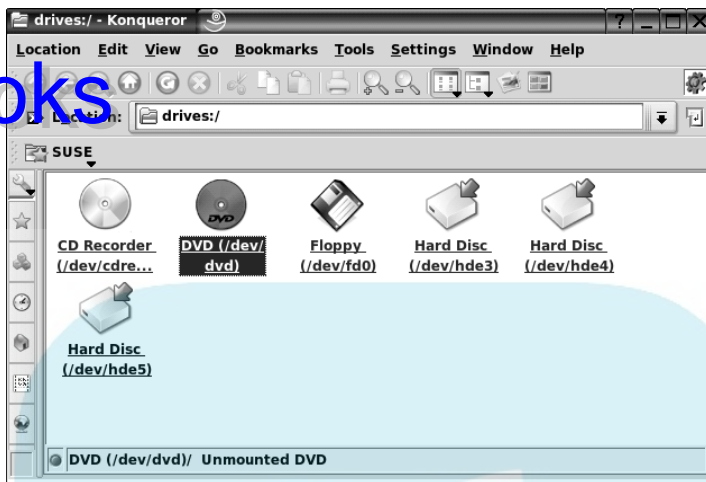 drives:/ - Konqueror
Location Edit View Go Bookmarks Tools Settings Window Help
oks
Location: drives:/
SUSE
CD Recorder (/dev/cdre...
DVD (/dev/dvd)
Floppy (/dev/fd0)
Hard Disc (/dev/hde3)
Hard Disc (/dev/hde4)
Hard Disc (/dev/hde5)
DVD (/dev/dvd)/ Unmounted DVD